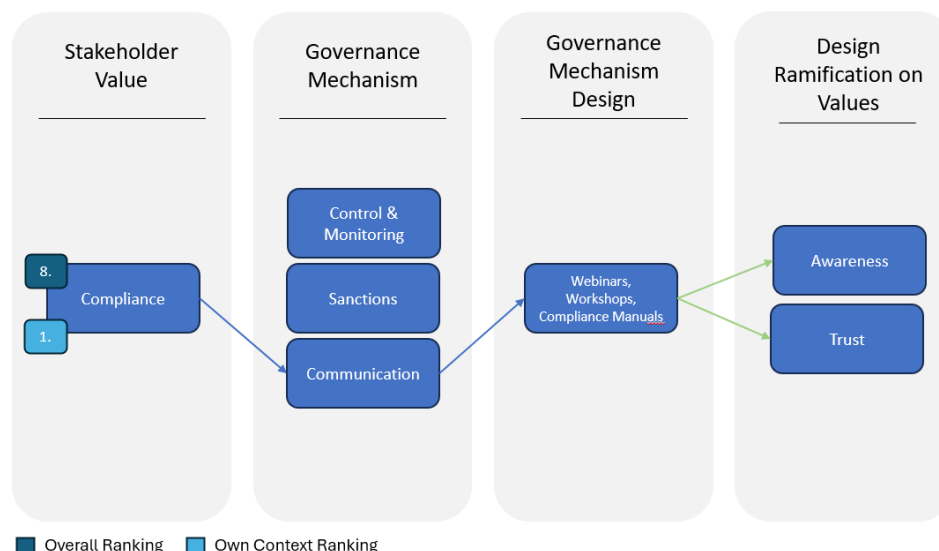 Stakeholder
Value
Governance
Mechanism
Governance
Mechanism
Design
Design
Ramification on
Values
8.
Compliance
1.
Control &
Monitoring
Sanctions
Communication
Webinars,
Workshops,
Compliance Manuals
Awareness
Trust
Overall Ranking
Own Context Ranking